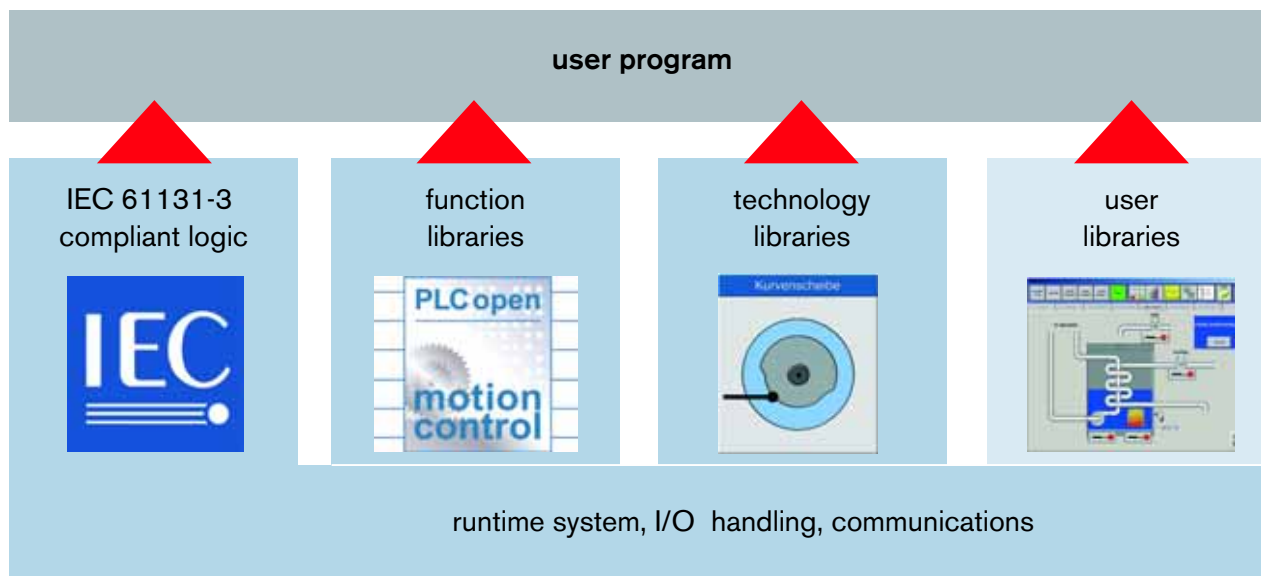 user program
IEC 61131-3
compliant logic
function
libraries
technology
libraries
user
libraries
IEC
PLCopen
motion
control
Kurvenscheibe
runtime system, I/O handling, communications